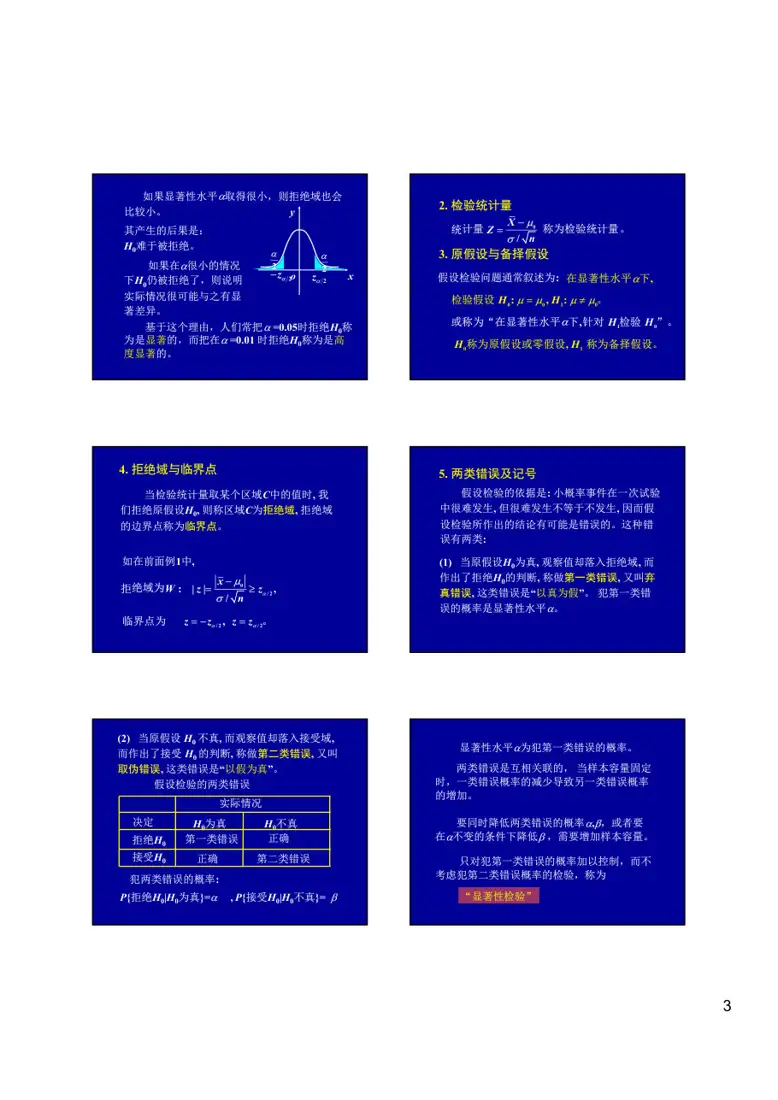 如果显著性水平α取得很小，则拒绝域也会
比较小。
其产生的后果是：
H₀难于被拒绝。
如果在α很小的情况
下H₀仍被拒绝了，则说明
实际情况很可能与之有显
著差异。
基于这个理由，人们常把α=0.05时拒绝H₀称
为是显著的，而把在α=0.01 时拒绝H₀称为是高
度显著的。
y
α/2 α/2
−z_{α/2} o z_{α/2} x
2. 检验统计量
统计量 Z = (X̄ − μ₀)/(σ/√n) 称为检验统计量。
3. 原假设与备择假设
假设检验问题通常叙述为: 在显著性水平α下,
检验假设 H₀: μ = μ₀, H₁: μ ≠ μ₀。
或称为“在显著性水平α下,针对 H₁检验 H₀”。
H₀称为原假设或零假设, H₁ 称为备择假设。
4. 拒绝域与临界点
当检验统计量取某个区域C中的值时, 我
们拒绝原假设H₀, 则称区域C为拒绝域, 拒绝域
的边界点称为临界点。
如在前面例1中,
拒绝域为W： |z|= |x̄ − μ₀|/(σ/√n) ≥ z_{α/2},
临界点为 z = −z_{α/2}, z = z_{α/2}。
5. 两类错误及记号
假设检验的依据是: 小概率事件在一次试验
中很难发生, 但很难发生不等于不发生, 因而假
设检验所作出的结论有可能是错误的。这种错
误有两类:
(1) 当原假设H₀为真, 观察值却落入拒绝域, 而
作出了拒绝H₀的判断, 称做第一类错误, 又叫弃
真错误, 这类错误是“以真为假”。 犯第一类错
误的概率是显著性水平α。
(2) 当原假设 H₀ 不真, 而观察值却落入接受域,
而作出了接受 H₀ 的判断, 称做第二类错误, 又叫
取伪错误, 这类错误是“以假为真”。
假设检验的两类错误
实际情况
决定 H₀为真 H₀不真
拒绝H₀ 第一类错误 正确
接受H₀ 正确 第二类错误
犯两类错误的概率:
P{拒绝H₀|H₀为真}=α , P{接受H₀|H₀不真}= β
显著性水平α为犯第一类错误的概率。
两类错误是互相关联的， 当样本容量固定
时，一类错误概率的减少导致另一类错误概率
的增加。
要同时降低两类错误的概率α,β，或者要
在α不变的条件下降低β，需要增加样本容量。
只对犯第一类错误的概率加以控制，而不
考虑犯第二类错误概率的检验，称为
“显著性检验”
3